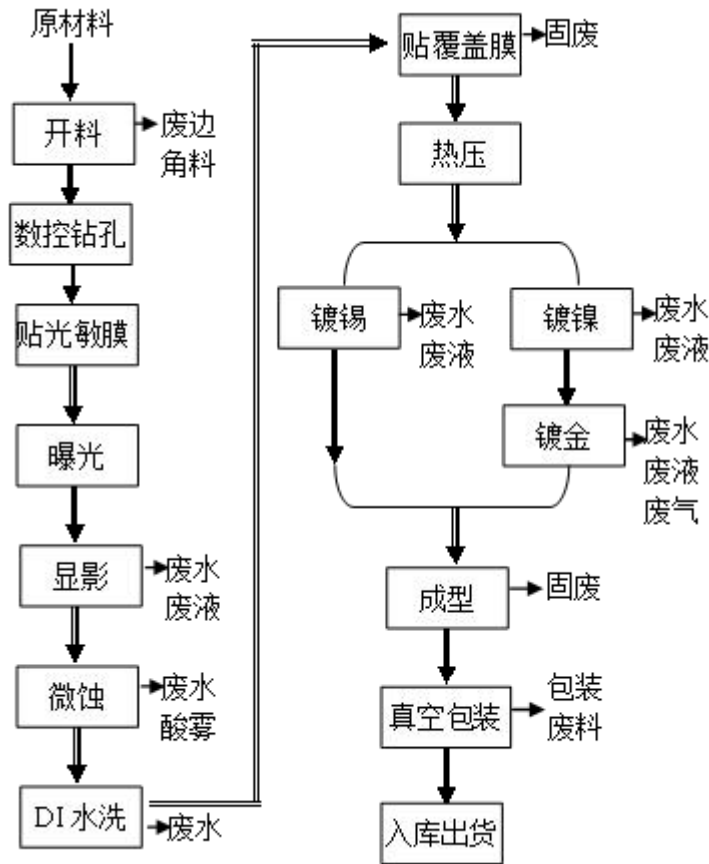 原材料
开料
废边
角料
数控钻孔
贴光敏膜
曝光
显影
废水
废液
微蚀
废水
酸雾
DI水洗
废水
贴覆盖膜
固废
热压
镀锡
废水
废液
镀镍
废水
废液
镀金
废水
废液
废气
成型
固废
真空包装
包装
废料
入库出货